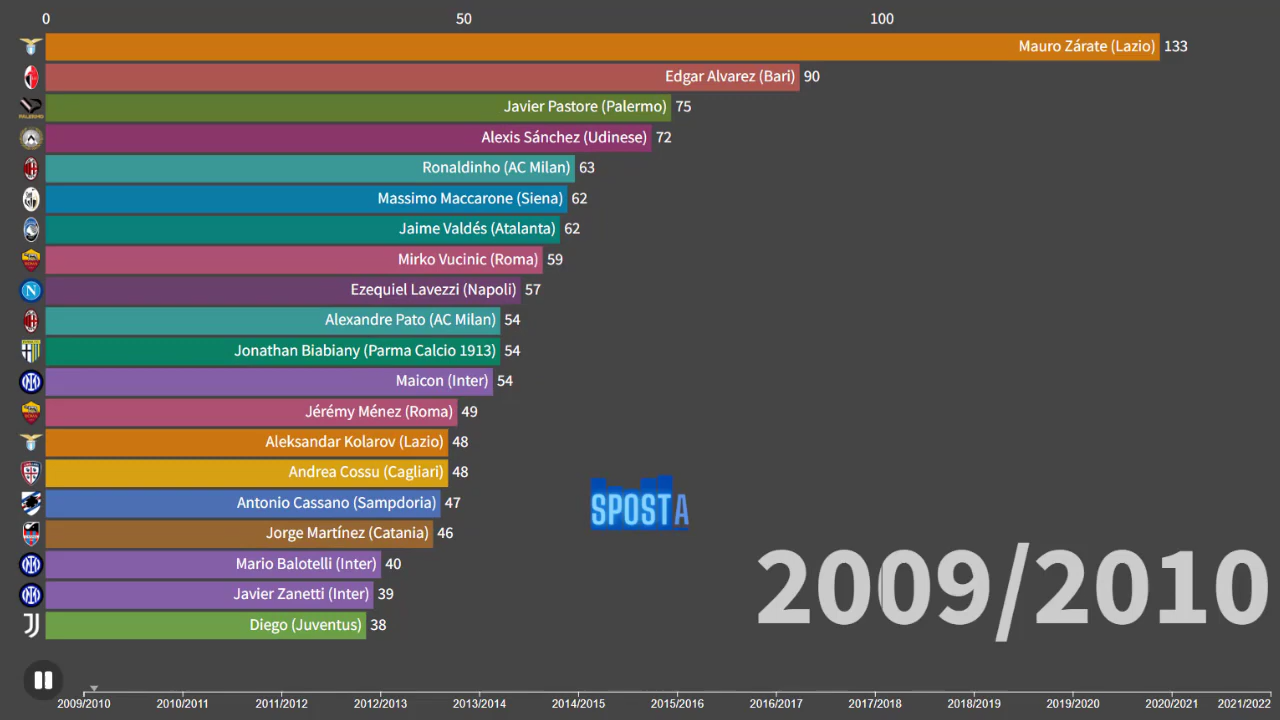 0 50 100
Mauro Zárate (Lazio) 133
Edgar Alvarez (Bari) 90
Javier Pastore (Palermo) 75
Alexis Sánchez (Udinese) 72
Ronaldinho (AC Milan) 63
Massimo Maccarone (Siena) 62
Jaime Valdés (Atalanta) 62
Mirko Vucinic (Roma) 59
Ezequiel Lavezzi (Napoli) 57
Alexandre Pato (AC Milan) 54
Jonathan Biabiany (Parma Calcio 1913) 54
Maicon (Inter) 54
Jérémy Ménez (Roma) 49
Aleksandar Kolarov (Lazio) 48
Andrea Cossu (Cagliari) 48
Antonio Cassano (Sampdoria) 47
Jorge Martínez (Catania) 46
Mario Balotelli (Inter) 40
Javier Zanetti (Inter) 39
Diego (Juventus) 38
SPOSTA
2009/2010
2009/2010 2010/2011 2011/2012 2012/2013 2013/2014 2014/2015 2015/2016 2016/2017 2017/2018 2018/2019 2019/2020 2020/2021 2021/2022